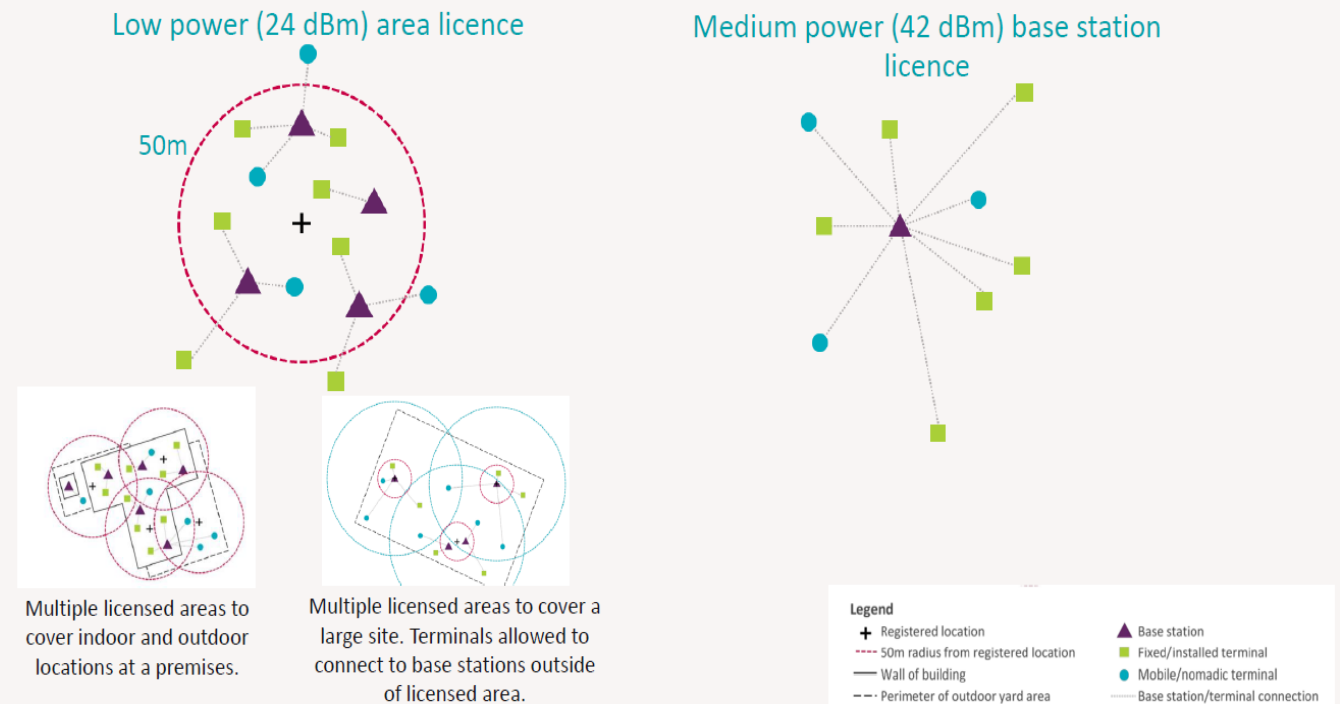 Low power (24 dBm) area licence
50m
Multiple licensed areas to
cover indoor and outdoor
locations at a premises.
Multiple licensed areas to cover a
large site. Terminals allowed to
connect to base stations outside
of licensed area.
Medium power (42 dBm) base station
licence
Legend
Registered location
50m radius from registered location
Wall of building
Perimeter of outdoor yard area
Base station
Fixed/installed terminal
Mobile/nomadic terminal
Base station/terminal connection